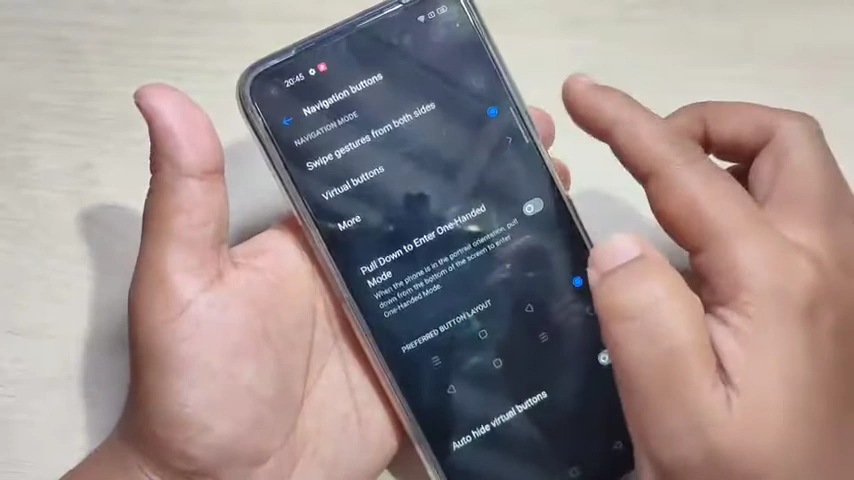 20:45
Navigation buttons
NAVIGATION MODE
Swipe gestures from both sides
Virtual buttons
More
Pull Down to Enter One-Handed
Mode
When the phone is in the portrait orientation, pull
down from the bottom of the screen to enter
One-Handed Mode.
PREFERRED BUTTON LAYOUT
Auto hide virtual buttons